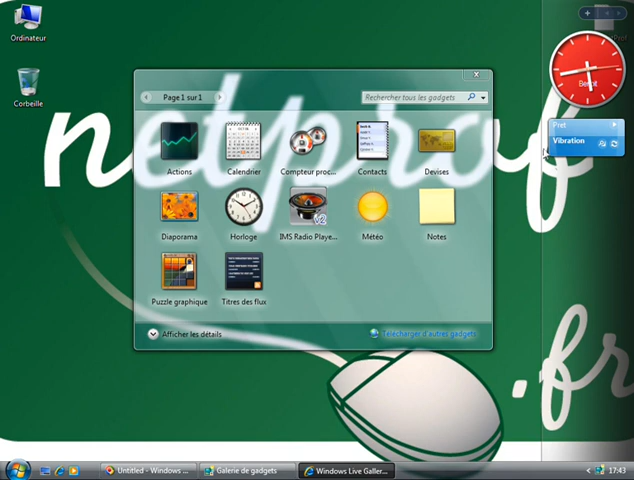 Ordinateur
Corbeille
netprof
.fr
Page 1 sur 1
Rechercher tous les gadgets
Actions
Calendrier
Compteur proc...
Contacts
Devises
Diaporama
Horloge
IMS Radio Playe...
V2
Météo
Notes
Puzzle graphique
Titres des flux
Afficher les détails
Télécharger d'autres gadgets
Pret
Vibration
Untitled - Windows ...
Galerie de gadgets
Windows Live Galler...
17:43